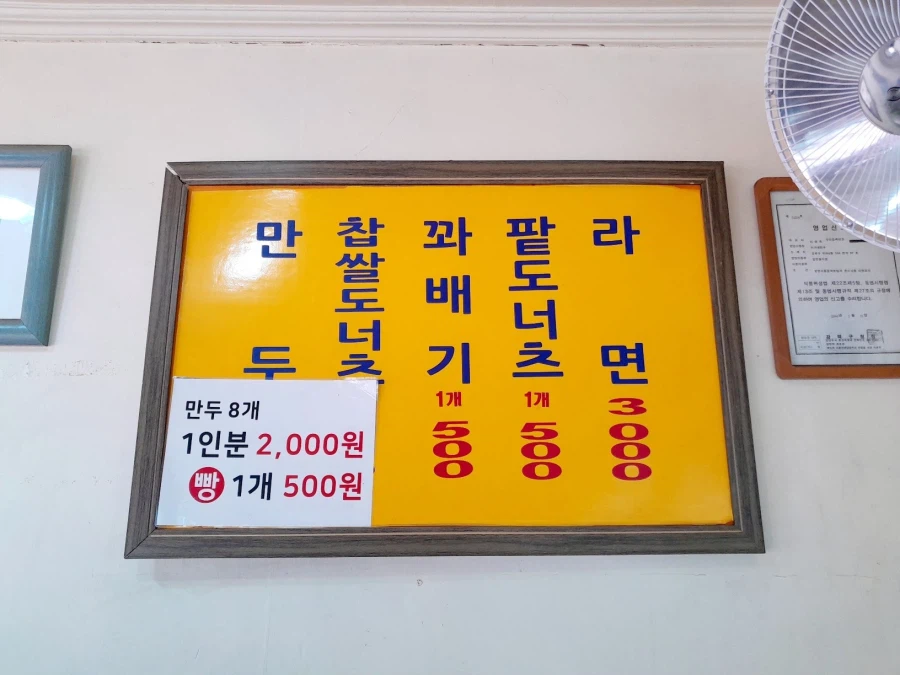 만두
찹쌀도너츠
꽈배기
1개
500
팥도너츠
1개
500
라면
3000
만두 8개
1인분 2,000원
빵 1개 500원